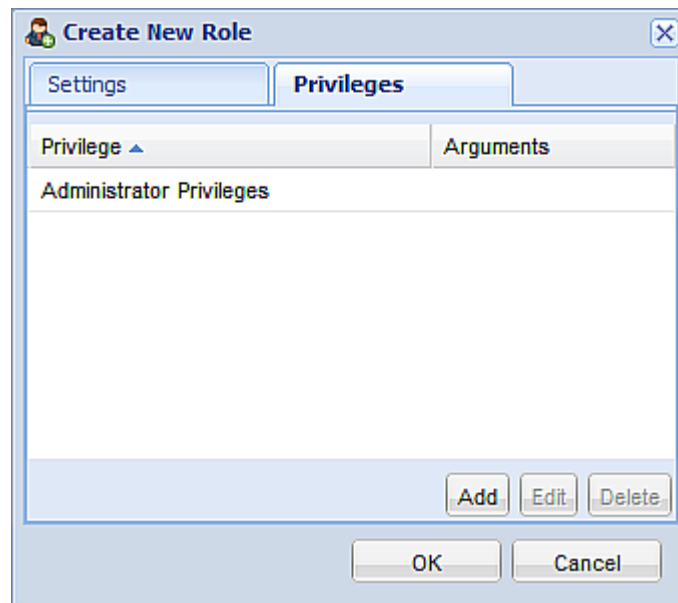 Create New Role
Settings Privileges
Privilege Arguments
Administrator Privileges
Add Edit Delete
OK Cancel